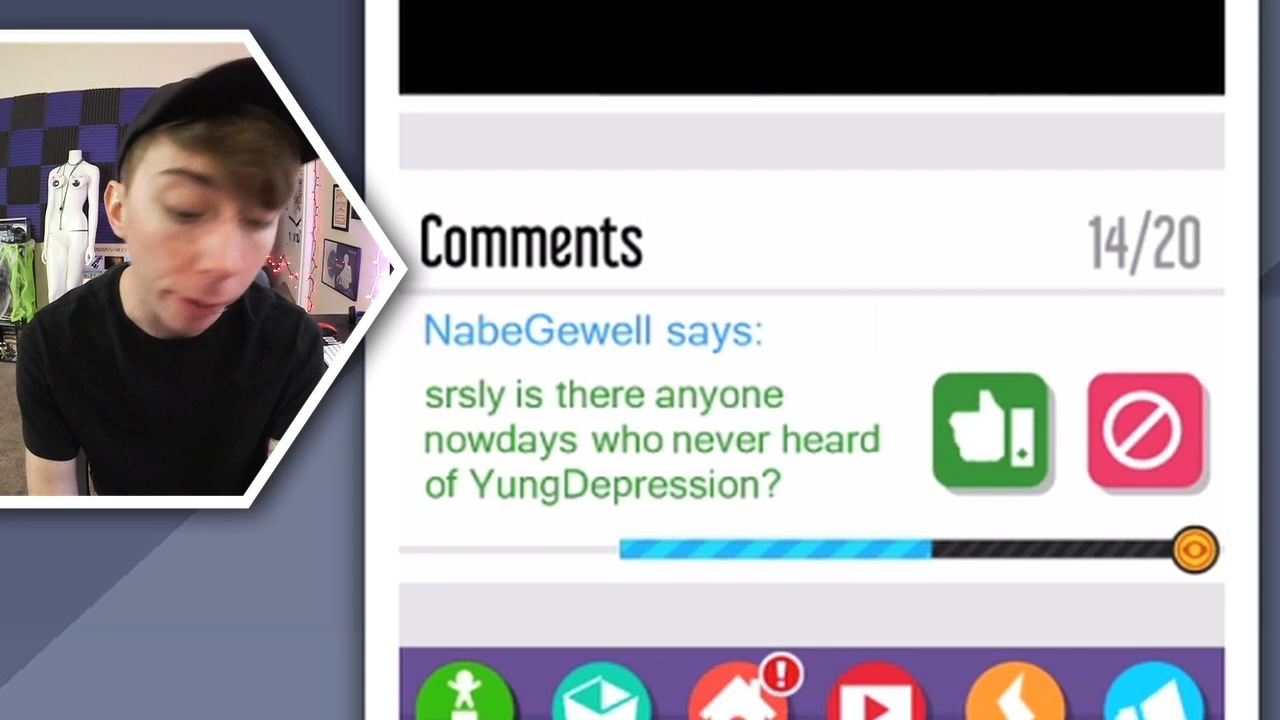 Comments
14/20
NabeGewell says:
srsly is there anyone
nowdays who never heard
of YungDepression?